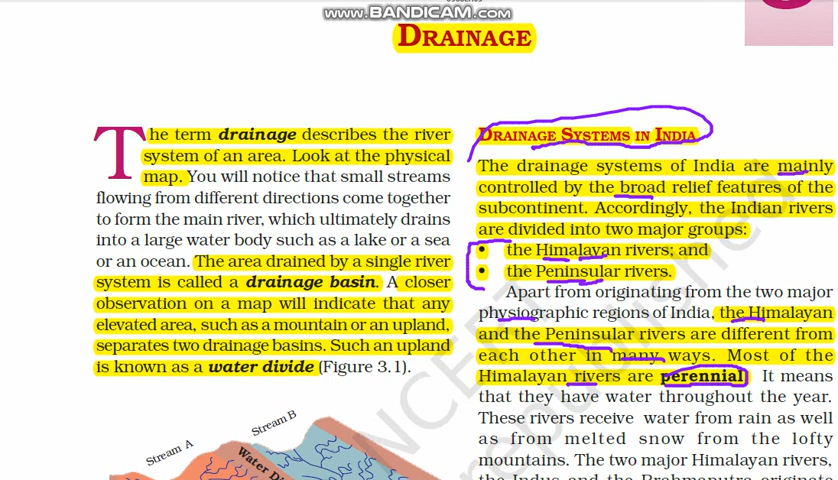 www.BANDICAM.com
DRAINAGE
The term drainage describes the river
system of an area. Look at the physical
map. You will notice that small streams
flowing from different directions come together
to form the main river, which ultimately drains
into a large water body such as a lake or a sea
or an ocean. The area drained by a single river
system is called a drainage basin. A closer
observation on a map will indicate that any
elevated area, such as a mountain or an upland,
separates two drainage basins. Such an upland
is known as a water divide (Figure 3.1).
Stream A
Stream B
DRAINAGE SYSTEMS IN INDIA
The drainage systems of India are mainly
controlled by the broad relief features of the
subcontinent. Accordingly, the Indian rivers
are divided into two major groups:
• the Himalayan rivers; and
• the Peninsular rivers.
Apart from originating from the two major
physiographic regions of India, the Himalayan
and the Peninsular rivers are different from
each other in many ways. Most of the
Himalayan rivers are perennial. It means
that they have water throughout the year.
These rivers receive water from rain as well
as from melted snow from the lofty
mountains. The two major Himalayan rivers,
the Indus and the Brahmaputra originate
NCERT
republished